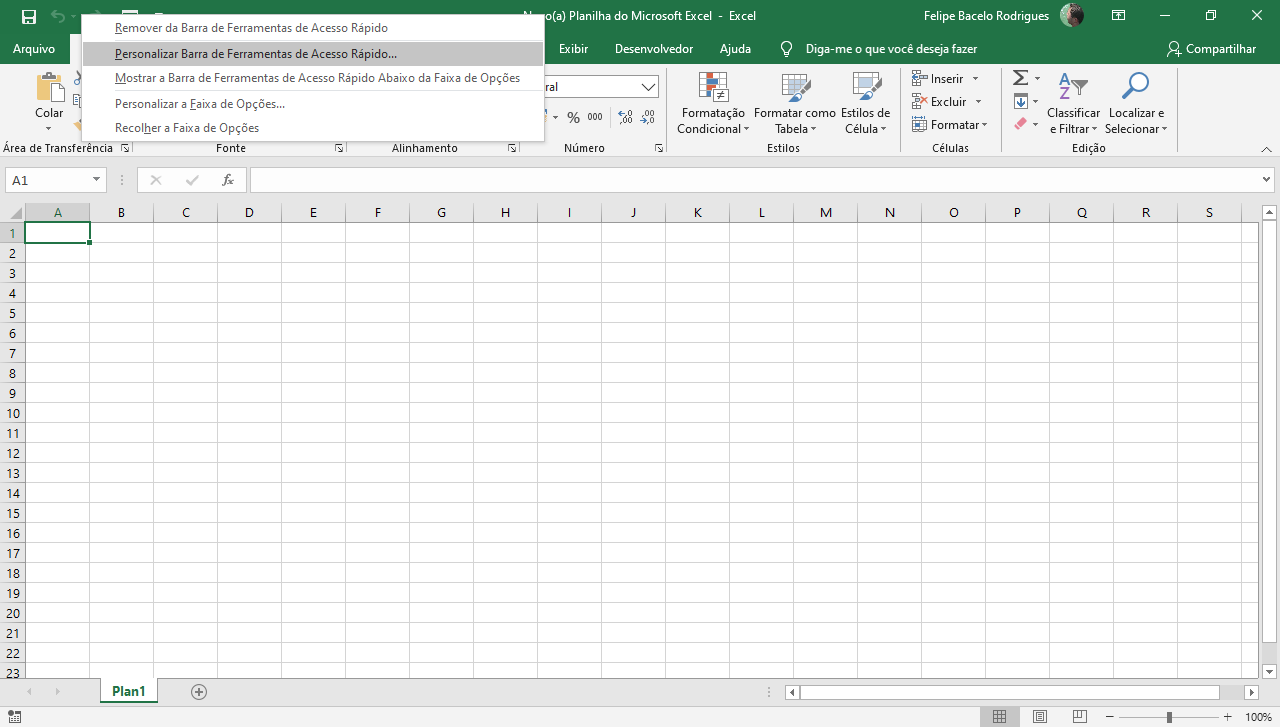 No o(a) Planilha do Microsoft Excel - Excel
Felipe Bacelo Rodrigues
Arquivo
Exibir
Desenvolvedor
Ajuda
Diga-me o que você deseja fazer
Compartilhar
Remover da Barra de Ferramentas de Acesso Rápido
Personalizar Barra de Ferramentas de Acesso Rápido...
Mostrar a Barra de Ferramentas de Acesso Rápido Abaixo da Faixa de Opções
Personalizar a Faixa de Opções...
Recolher a Faixa de Opções
Colar
ral
% 000
Formatação
Condicional
Formatar como
Tabela
Estilos de
Célula
Inserir
Excluir
Formatar
Classificar
e Filtrar
Localizar e
Selecionar
Área de Transferência
Fonte
Alinhamento
Número
Estilos
Células
Edição
A1
fx
A B C D E F G H I J K L M N O P Q R S
1
2
3
4
5
6
7
8
9
10
11
12
13
14
15
16
17
18
19
20
21
22
23
Plan1
100%